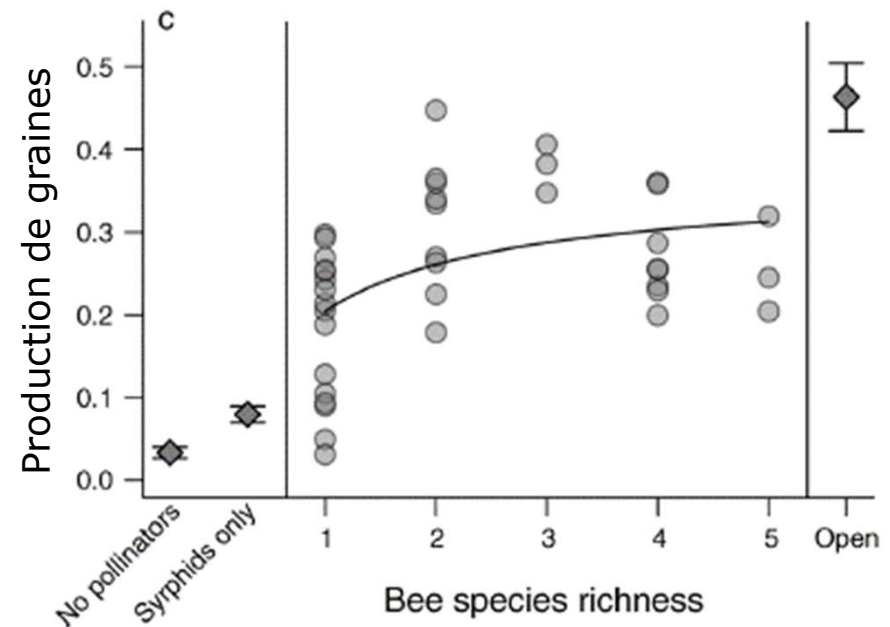 C
Production de graines
0.5
0.4
0.3
0.2
0.1
0.0
No pollinators
Syrphids only
1 2 3 4 5 Open
Bee species richness